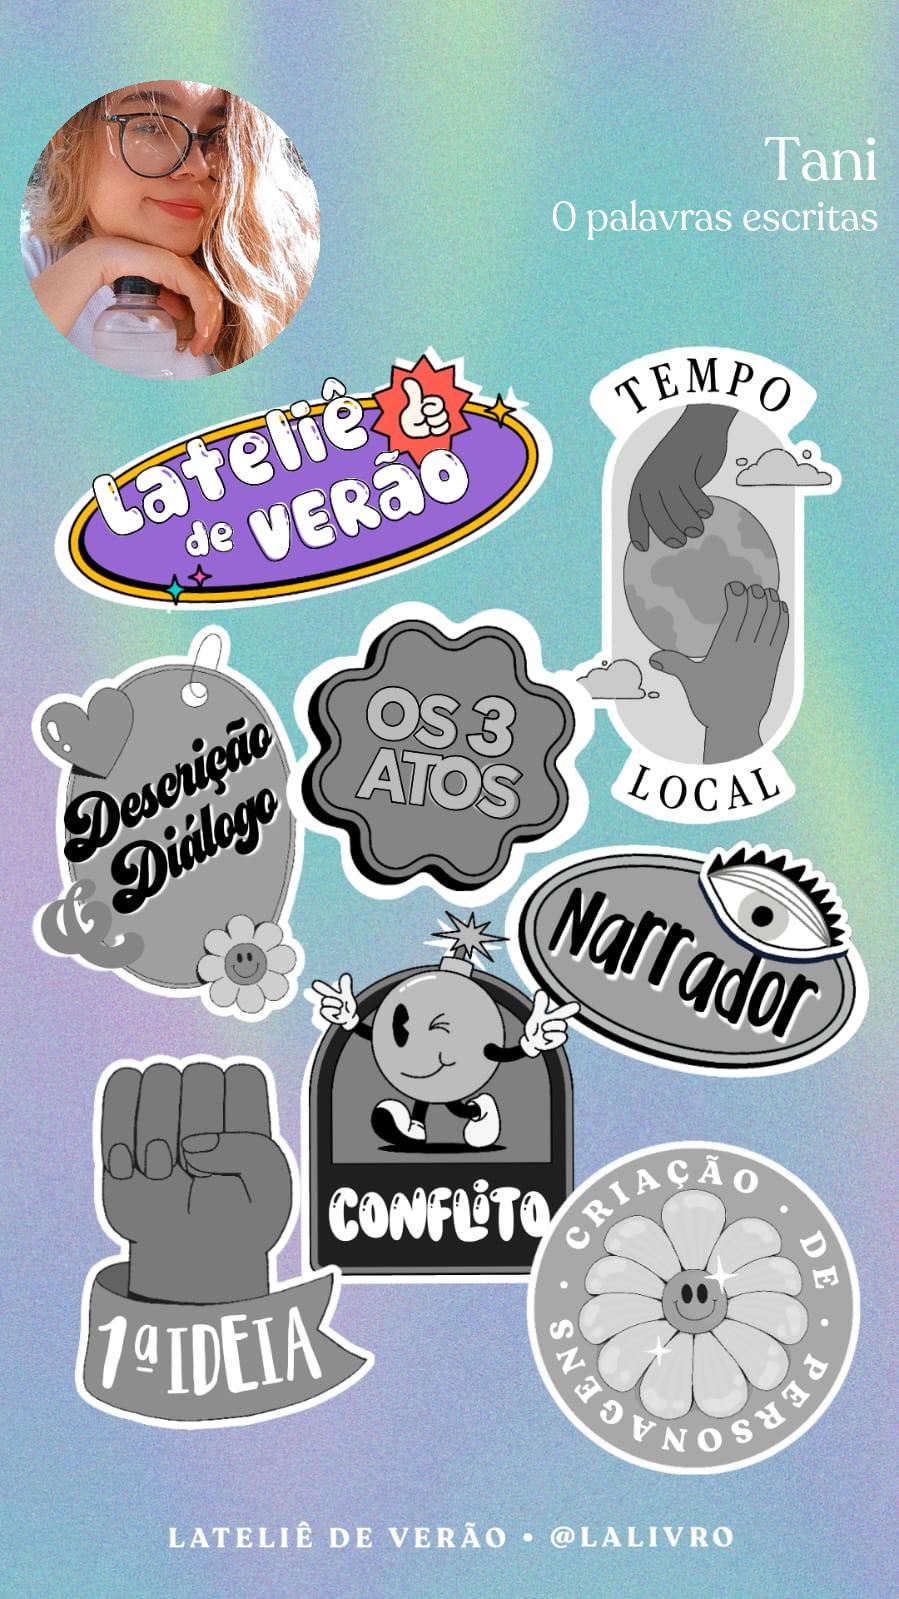 Tani
0 palavras escritas
Lateliê
de VERÃO
TEMPO
LOCAL
OS 3
ATOS
Descrição
&
Diálogo
Narrador
CONFLITO
1ª IDEIA
CRIAÇÃO · DE · PERSONAGENS ·
LATELIÊ DE VERÃO • @LALIVRO